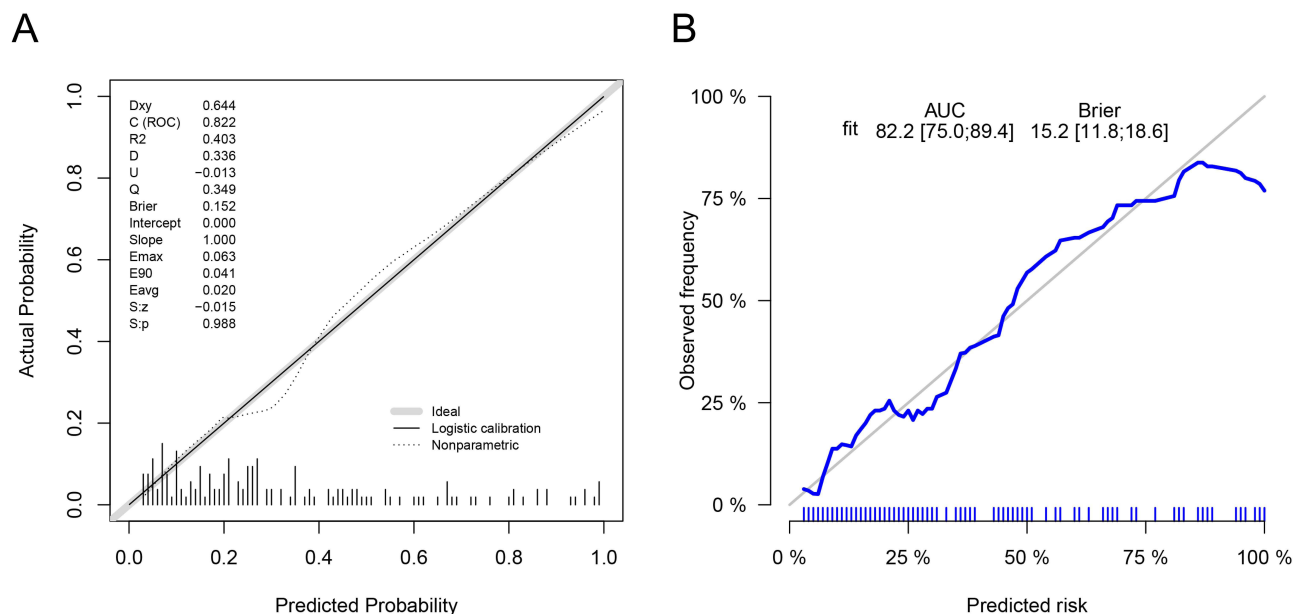 A
Actual Probability
1.0
0.8
0.6
0.4
0.2
0.0
Dxy 0.644
C (ROC) 0.822
R2 0.403
D 0.336
U −0.013
Q 0.349
Brier 0.152
Intercept 0.000
Slope 1.000
Emax 0.063
E90 0.041
Eavg 0.020
S:z −0.015
S:p 0.988
Ideal
Logistic calibration
Nonparametric
0.0 0.2 0.4 0.6 0.8 1.0
Predicted Probability
B
Observed frequency
100 %
75 %
50 %
25 %
0 %
AUC Brier
fit 82.2 [75.0;89.4] 15.2 [11.8;18.6]
0 % 25 % 50 % 75 % 100 %
Predicted risk